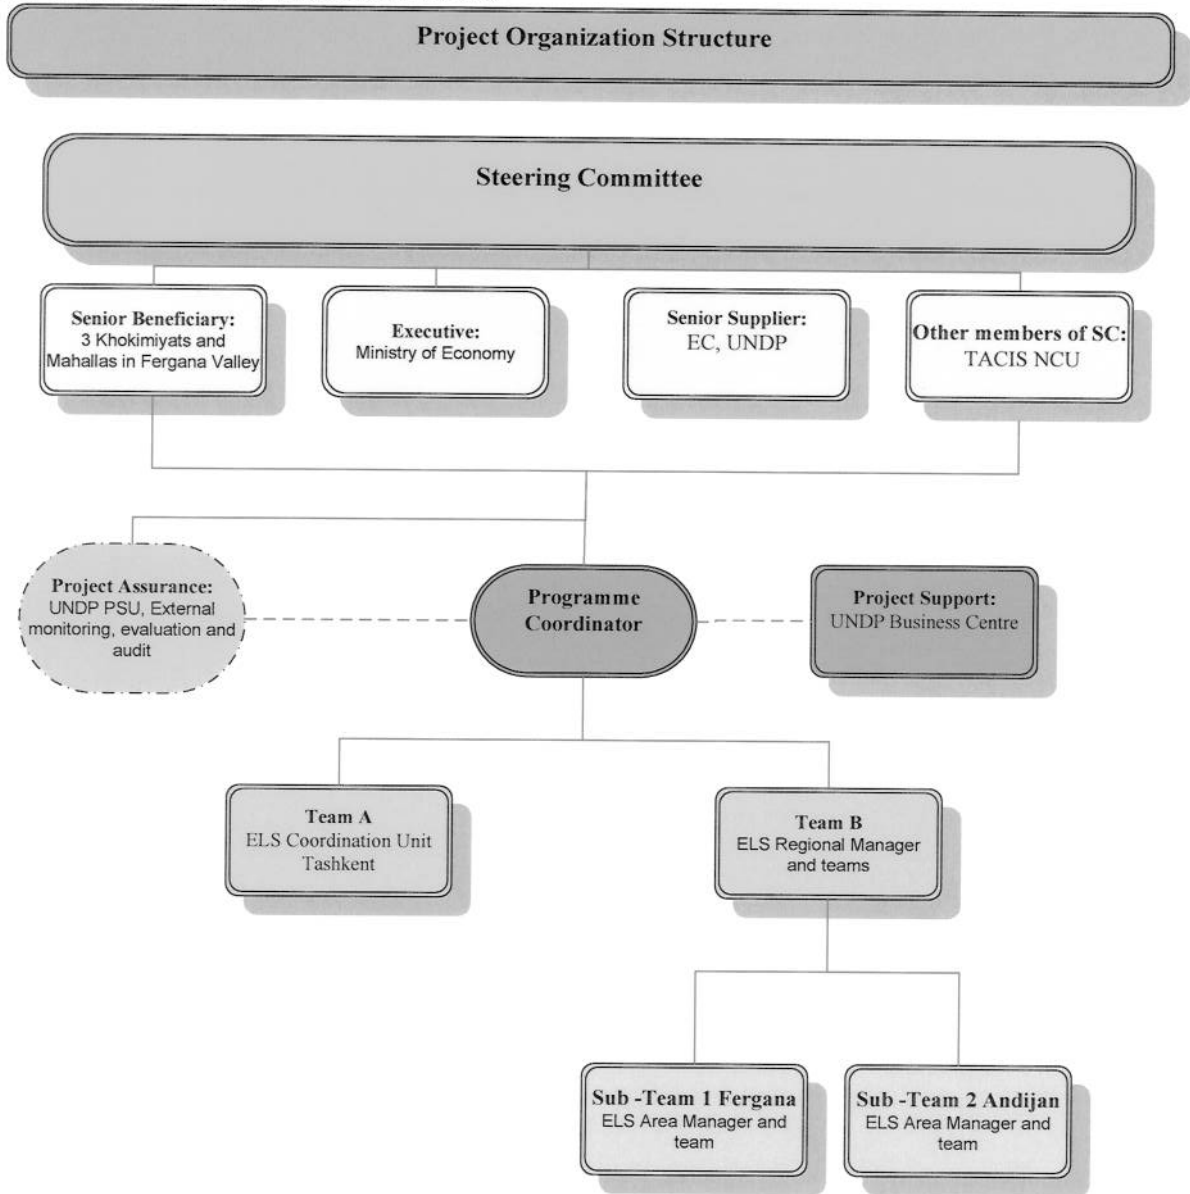 Project Organization Structure
Steering Committee
Senior Beneficiary:
3 Khokimiyats and
Mahallas in Fergana Valley
Executive:
Ministry of Economy
Senior Supplier:
EC, UNDP
Other members of SC:
TACIS NCU
Project Assurance:
UNDP PSU, External
monitoring, evaluation and
audit
Programme
Coordinator
Project Support:
UNDP Business Centre
Team A
ELS Coordination Unit
Tashkent
Team B
ELS Regional Manager
and teams
Sub -Team 1 Fergana
ELS Area Manager and
team
Sub -Team 2 Andijan
ELS Area Manager and
team